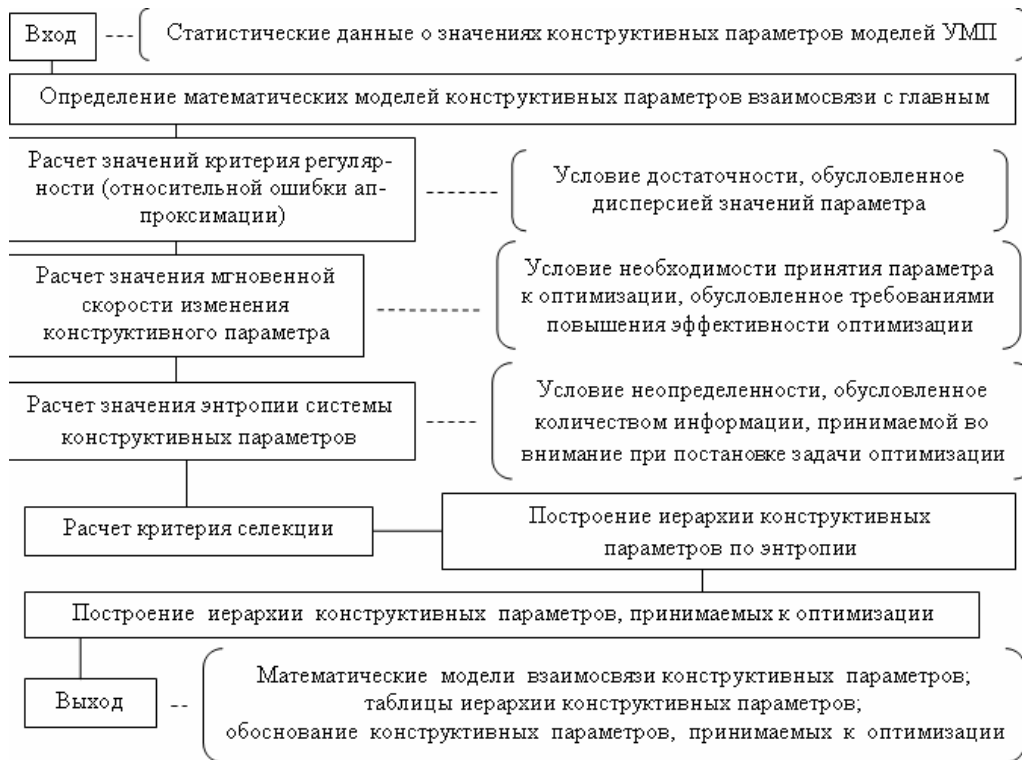 Вход
Статистические данные о значениях конструктивных параметров моделей УМП
Определение математических моделей конструктивных параметров взаимосвязи с главным
Расчет значений критерия регуляр-
ности (относительной ошибки ап-
проксимации)
Условие достаточности, обусловленное
дисперсией значений параметра
Расчет значения мгновенной
скорости изменения
конструктивного параметра
Условие необходимости принятия параметра
к оптимизации, обусловленное требованиями
повышения эффективности оптимизации
Расчет значения энтропии системы
конструктивных параметров
Условие неопределенности, обусловленное
количеством информации, принимаемой во
внимание при постановке задачи оптимизации
Расчет критерия селекции
Построение иерархии конструктивных
параметров по энтропии
Построение иерархии конструктивных параметров, принимаемых к оптимизации
Выход
Математические модели взаимосвязи конструктивных параметров;
таблицы иерархии конструктивных параметров;
обоснование конструктивных параметров, принимаемых к оптимизации